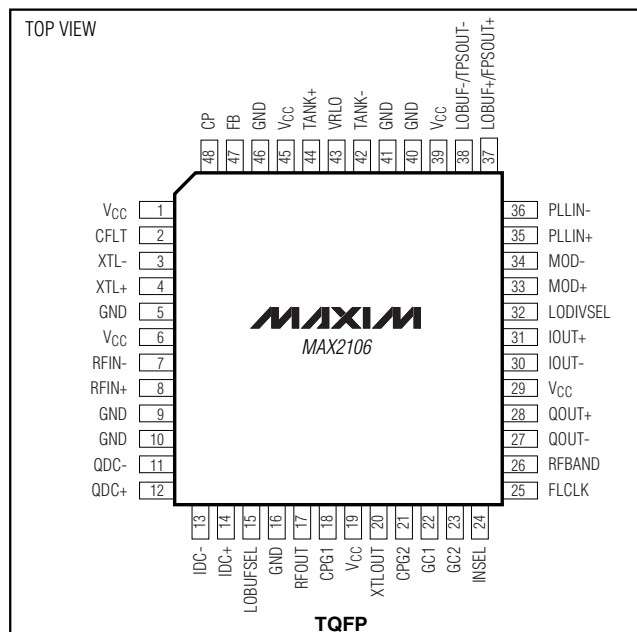 TOP VIEW
CP
FB
GND
VCC
TANK+
VRLO
TANK-
GND
GND
VCC
LOBUF-/TPSOUT-
LOBUF+/FPSOUT+
48
47
46
45
44
43
42
41
40
39
38
37
VCC 1
CFLT 2
XTL- 3
XTL+ 4
GND 5
VCC 6
RFIN- 7
RFIN+ 8
GND 9
GND 10
QDC- 11
QDC+ 12
MAXIM
MAX2106
36 PLLIN-
35 PLLIN+
34 MOD-
33 MOD+
32 LODIVSEL
31 IOUT+
30 IOUT-
29 VCC
28 QOUT+
27 QOUT-
26 RFBAND
25 FLCLK
13
14
15
16
17
18
19
20
21
22
23
24
IDC-
IDC+
LOBUFSEL
GND
RFOUT
CPG1
VCC
XTLOUT
CPG2
GC1
GC2
INSEL
TQFP